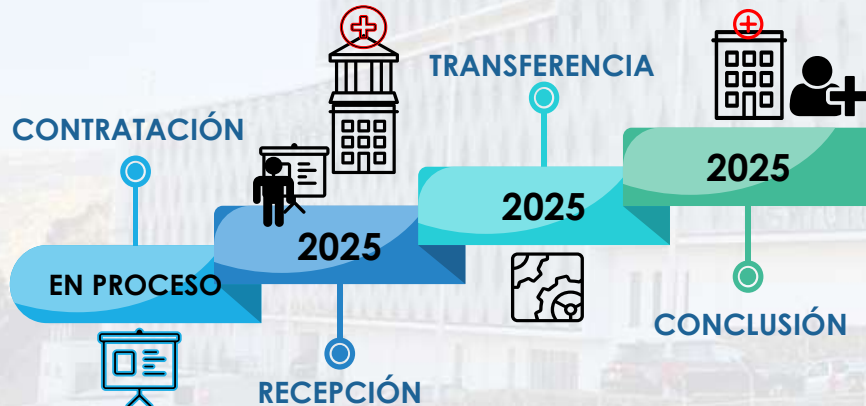 CONTRATACIÓN
EN PROCESO
2025
RECEPCIÓN
TRANSFERENCIA
2025
2025
CONCLUSIÓN